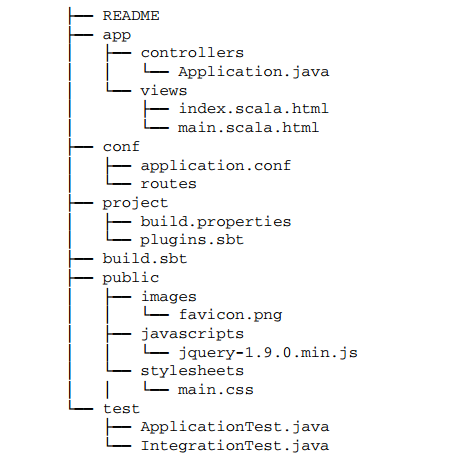 ├── README
├── app
│   ├── controllers
│   │   └── Application.java
│   └── views
│       ├── index.scala.html
│       └── main.scala.html
├── conf
│   ├── application.conf
│   └── routes
├── project
│   ├── build.properties
│   └── plugins.sbt
├── build.sbt
├── public
│   ├── images
│   │   └── favicon.png
│   ├── javascripts
│   │   └── jquery-1.9.0.min.js
│   └── stylesheets
│   │   └── main.css
└── test
    ├── ApplicationTest.java
    └── IntegrationTest.java